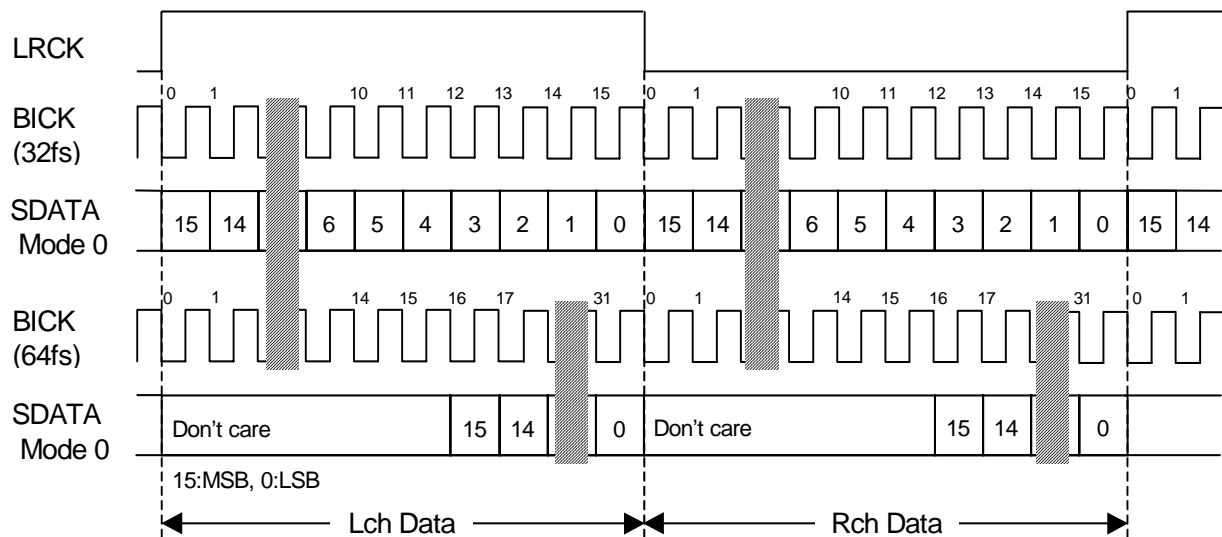 LRCK
0 1 10 11 12 13 14 15 0 1 10 11 12 13 14 15 0 1
BICK
(32fs)
SDATA
Mode 0
15 14 6 5 4 3 2 1 0 15 14 6 5 4 3 2 1 0 15 14
0 1 14 15 16 17 31 0 1 14 15 16 17 31 0 1
BICK
(64fs)
SDATA
Mode 0
Don't care 15 14 0 Don't care 15 14 0
15:MSB, 0:LSB
Lch Data Rch Data